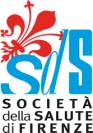 SdS
SOCIETÀ
della SALUTE
di FIRENZE